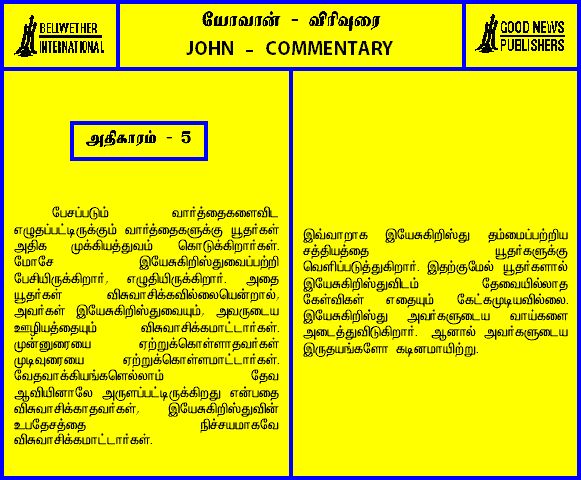 BELLWETHER
INTERNATIONAL
யோவான் - விரிவுரை
JOHN - COMMENTARY
GOOD NEWS
PUBLISHERS
அதிகாரம் - 5
பேசப்படும் வார்த்தைகளைவிட
எழுதப்பட்டிருக்கும் வார்த்தைகளுக்கு யூதர்கள்
அதிக முக்கியத்துவம் கொடுக்கிறார்கள்.
மோசே இயேசுகிறிஸ்துவைப்பற்றி
பேசியிருக்கிறார், எழுதியிருக்கிறார். அதை
யூதர்கள் விசுவாசிக்கவில்லையென்றால்,
அவர்கள் இயேசுகிறிஸ்துவையும், அவருடைய
ஊழியத்தையும் விசுவாசிக்கமாட்டார்கள்.
முன்னுரையை ஏற்றுக்கொள்ளாதவர்கள்
முடிவுரையை ஏற்றுக்கொள்ளமாட்டார்கள்.
வேதவாக்கியங்களெல்லாம் தேவ
ஆவியினாலே அருளப்பட்டிருக்கிறது என்பதை
விசுவாசிக்காதவர்கள், இயேசுகிறிஸ்துவின்
உபதேசத்தை நிச்சயமாகவே
விசுவாசிக்கமாட்டார்கள்.
இவ்வாறாக இயேசுகிறிஸ்து தம்மைப்பற்றிய
சத்தியத்தை யூதர்களுக்கு
வெளிப்படுத்துகிறார். இதற்குமேல் யூதர்களால்
இயேசுகிறிஸ்துவிடம் தேவையில்லாத
கேள்விகள் எதையும் கேட்கமுடியவில்லை.
இயேசுகிறிஸ்து அவர்களுடைய வாய்களை
அடைத்துவிடுகிறார். ஆனால் அவர்களுடைய
இருதயங்களோ கடினமாயிற்று.